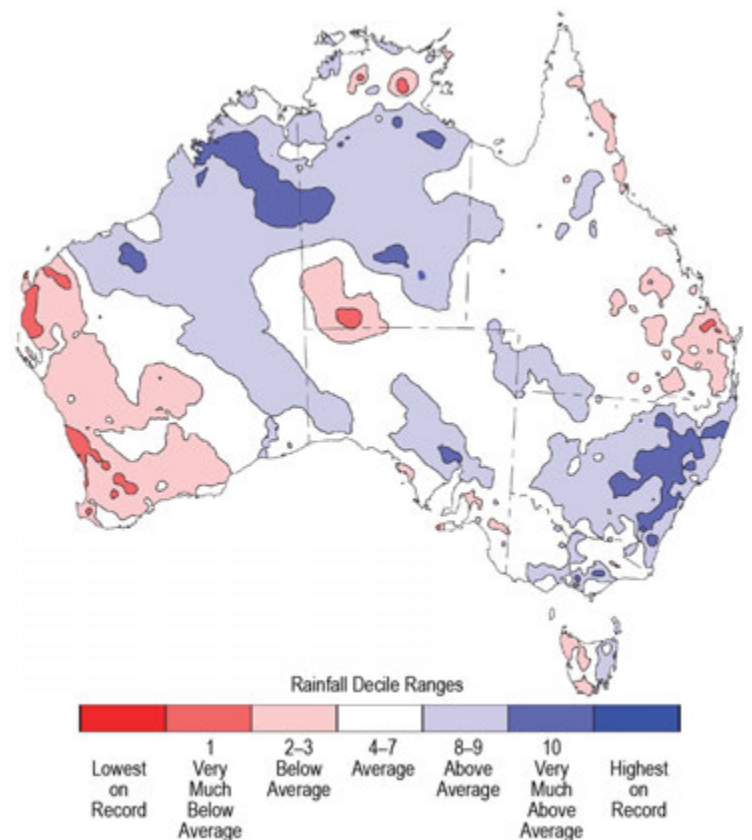 Rainfall Decile Ranges
Lowest
on
Record
1
Very
Much
Below
Average
2–3
Below
Average
4–7
Average
8–9
Above
Average
10
Very
Much
Above
Average
Highest
on
Record